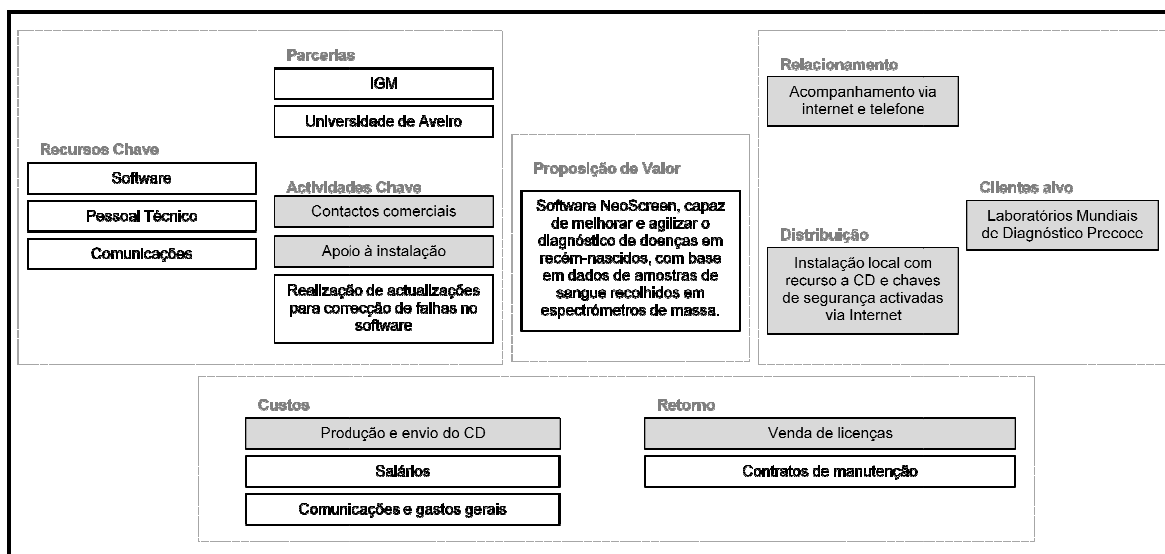 Parcerias
IGM
Universidade de Aveiro
Recursos Chave
Software
Pessoal Técnico
Comunicações
Actividades Chave
Contactos comerciais
Apoio à instalação
Realização de actualizações
para correcção de falhas no
software
Proposição de Valor
Software NeoScreen, capaz
de melhorar e agilizar o
diagnóstico de doenças em
recém-nascidos, com base
em dados de amostras de
sangue recolhidos em
espectrómetros de massa.
Relacionamento
Acompanhamento via
internet e telefone
Distribuição
Instalação local com
recurso a CD e chaves
de segurança activadas
via Internet
Clientes alvo
Laboratórios Mundiais
de Diagnóstico Precoce
Custos
Produção e envio do CD
Salários
Comunicações e gastos gerais
Retorno
Venda de licenças
Contratos de manutenção